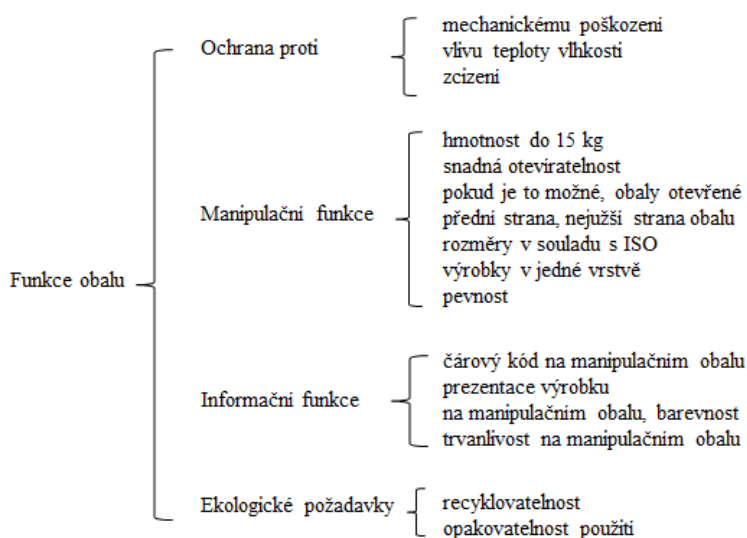 Funkce obalu
Ochrana proti
mechanickému poškození
vlivu teploty vlhkosti
zcizení
Manipulační funkce
hmotnost do 15 kg
snadná otevíratelnost
pokud je to možné, obaly otevřené
přední strana, nejužší strana obalu
rozměry v souladu s ISO
výrobky v jedné vrstvě
pevnost
Informační funkce
čárový kód na manipulačním obalu
prezentace výrobku
na manipulačním obalu, barevnost
trvanlivost na manipulačním obalu
Ekologické požadavky
recyklovatelnost
opakovatelnost použití